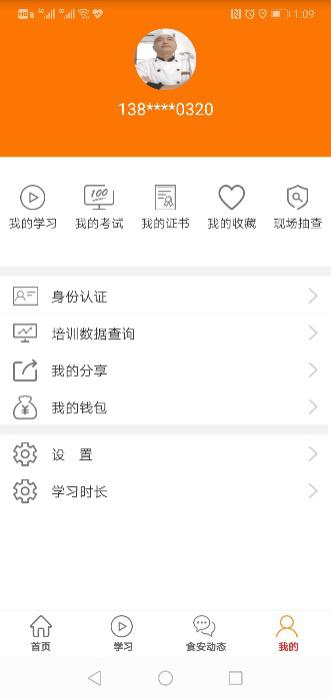 1:09
138****0320
我的学习 我的考试 我的证书 我的收藏 现场抽查
身份认证
培训数据查询
我的分享
我的钱包
设 置
学习时长
首页 学习 食安动态 我的